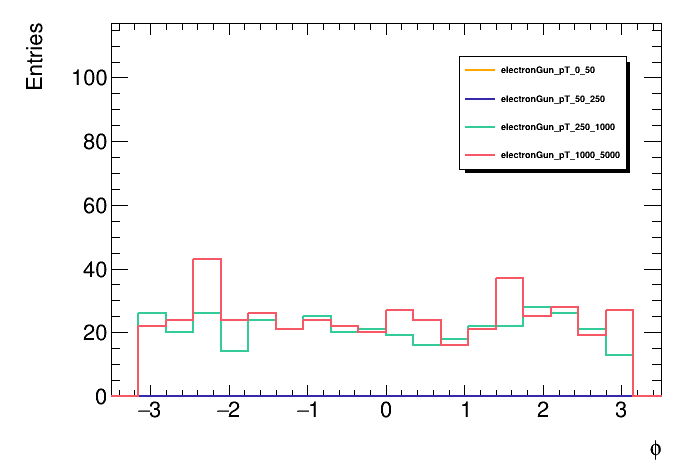 Entries
100
80
60
40
20
0
−3 −2 −1 0 1 2 3
ϕ
electronGun_pT_0_50
electronGun_pT_50_250
electronGun_pT_250_1000
electronGun_pT_1000_5000